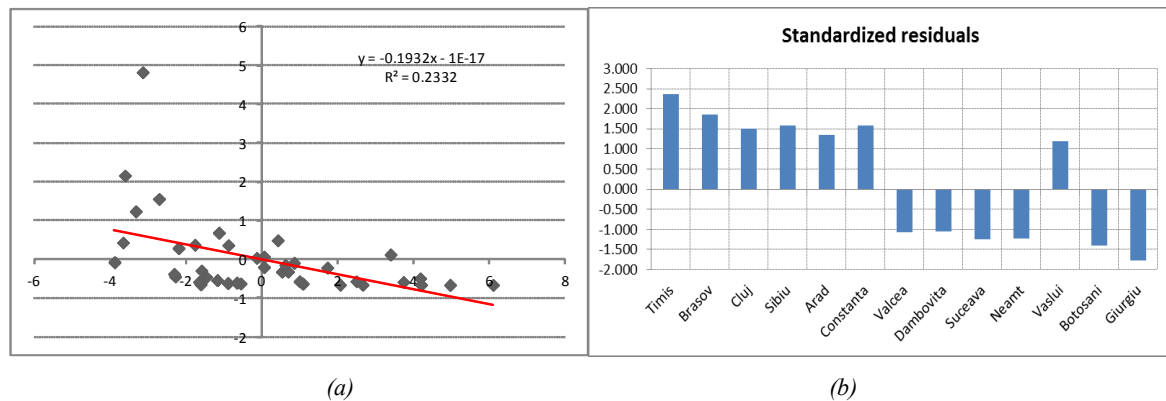 6
5
4
3
2
1
0
-1
-2
-6
-4
-2
0
2
4
6
8
y = -0.1932x - 1E-17
R² = 0.2332
(a)
Standardized residuals
3.000
2.500
2.000
1.500
1.000
0.500
0.000
-0.500
-1.000
-1.500
-2.000
Timis
Brasov
Cluj
Sibiu
Arad
Constanta
Valcea
Dambovita
Suceava
Neamt
Vaslui
Botosani
Giurgiu
(b)